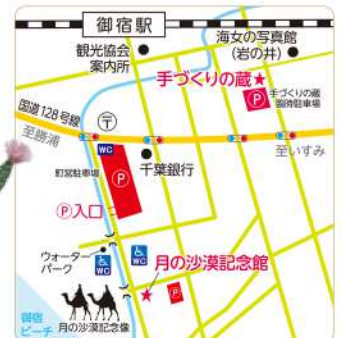 御宿駅
観光協会
案内所
海女の写真館
(岩の井)
手づくりの蔵★
P
手づくりの蔵
臨時駐車場
国道128号線
至勝浦
〒
WC
町営駐車場
P
千葉銀行
至いすみ
P入口
ウォーター
パーク
WC
WC
月の沙漠記念館
★
P
御宿
ビーチ
月の沙漠記念像